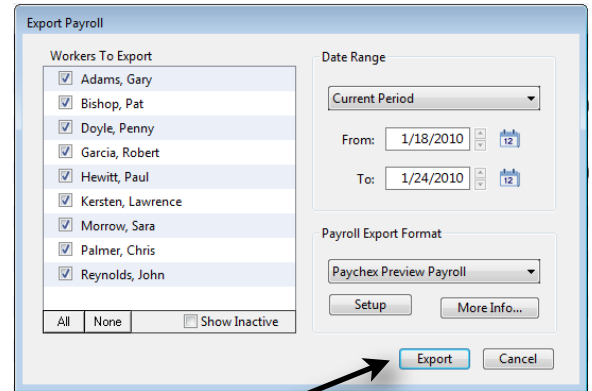 Export Payroll
Workers To Export
Adams, Gary
Bishop, Pat
Doyle, Penny
Garcia, Robert
Hewitt, Paul
Kersten, Lawrence
Morrow, Sara
Palmer, Chris
Reynolds, John
All None Show Inactive
Date Range
Current Period
From: 1/18/2010 12
To: 1/24/2010 12
Payroll Export Format
Paychex Preview Payroll
Setup More Info...
Export Cancel